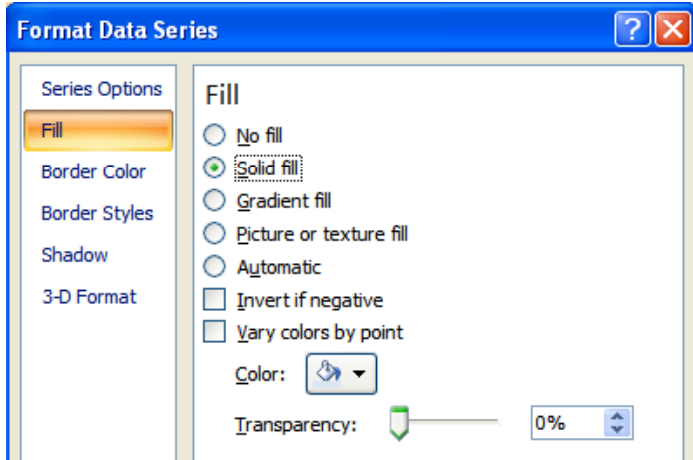 Format Data Series
?
Series Options
Fill
Border Color
Border Styles
Shadow
3-D Format
Fill
No fill
Solid fill
Gradient fill
Picture or texture fill
Automatic
Invert if negative
Vary colors by point
Color:
Transparency: 0%